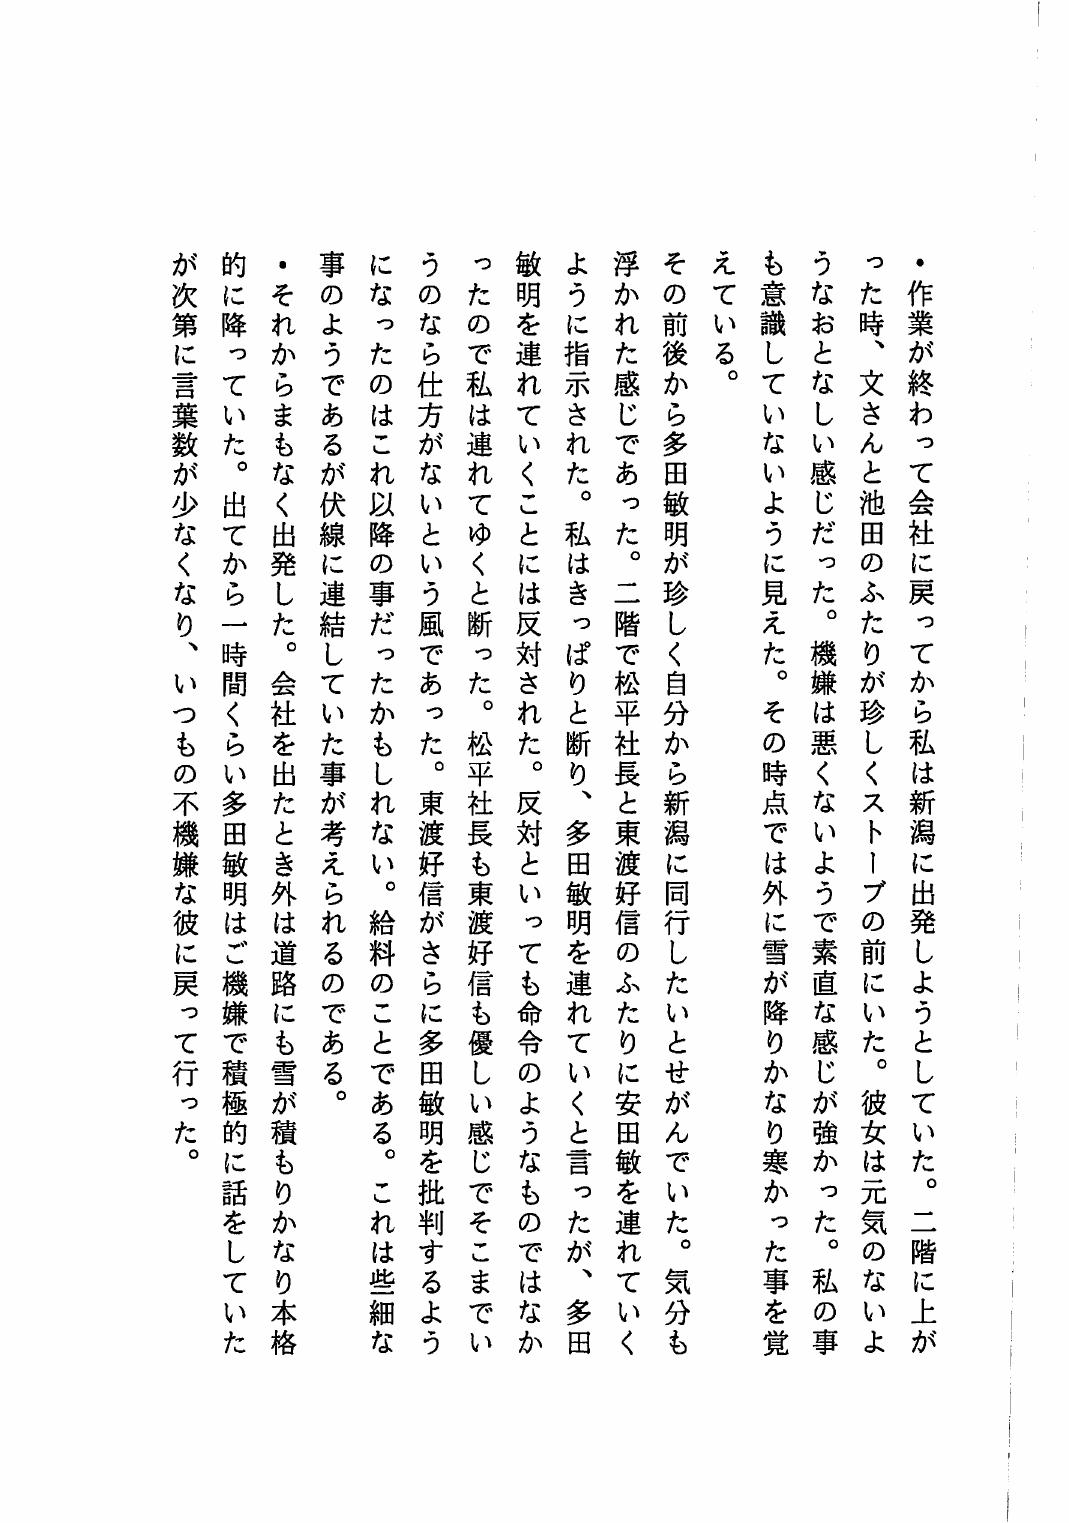 ・作業が終わって会社に戻ってから私は新潟に出発しようとしていた。二階に上が
った時、文さんと池田のふたりが珍しくストーブの前にいた。彼女は元気のないよ
うなおとなしい感じだった。機嫌は悪くないようで素直な感じが強かった。私の事
も意識していないように見えた。その時点では外に雪が降りかなり寒かった事を覚
えている。
その前後から多田敏明が珍しく自分から新潟に同行したいとせがんでいた。気分も
浮かれた感じであった。二階で松平社長と東渡好信のふたりに安田敏を連れていく
ように指示された。私はきっぱりと断り、多田敏明を連れていくと言ったが、多田
敏明を連れていくことには反対された。反対といっても命令のようなものではなか
ったので私は連れてゆくと断った。松平社長も東渡好信も優しい感じでそこまでい
うのなら仕方がないという風であった。東渡好信がさらに多田敏明を批判するよう
になったのはこれ以降の事だったかもしれない。給料のことである。これは些細な
事のようであるが伏線に連結していた事が考えられるのである。
・それからまもなく出発した。会社を出たとき外は道路にも雪が積もりかなり本格
的に降っていた。出てから一時間くらい多田敏明はご機嫌で積極的に話をしていた
が次第に言葉数が少なくなり、いつもの不機嫌な彼に戻って行った。